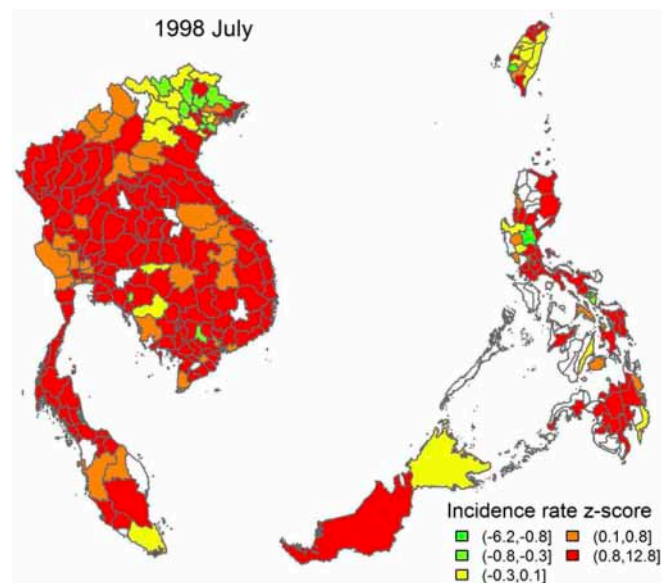 1998 July
Incidence rate z-score
(-6.2,-0.8]
(0.1,0.8]
(-0.8,-0.3]
(0.8,12.8]
(-0.3,0.1]